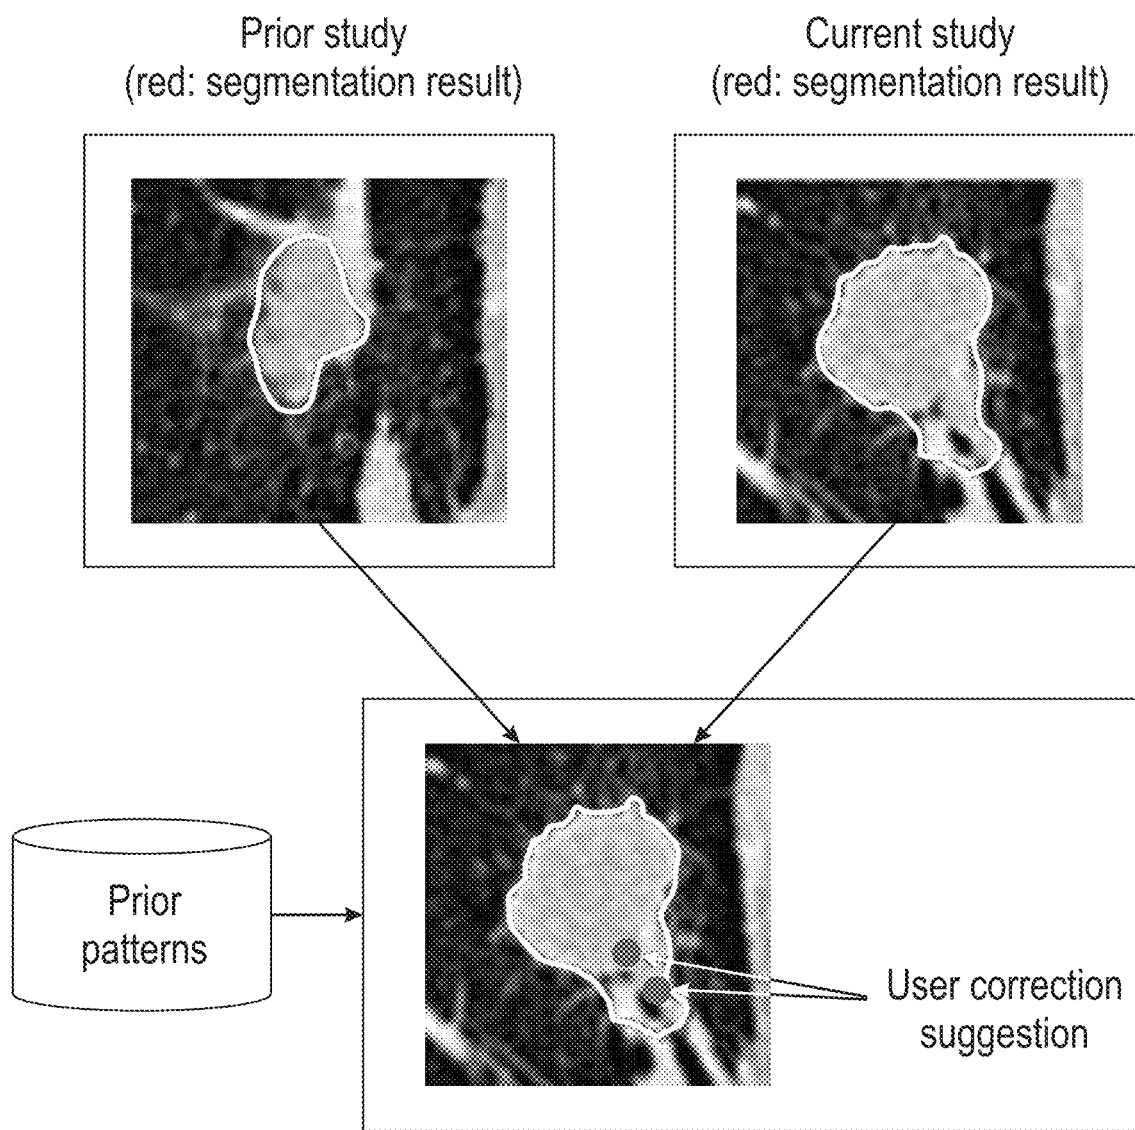 Prior study
(red: segmentation result)
Current study
(red: segmentation result)
Prior
patterns
User correction
suggestion